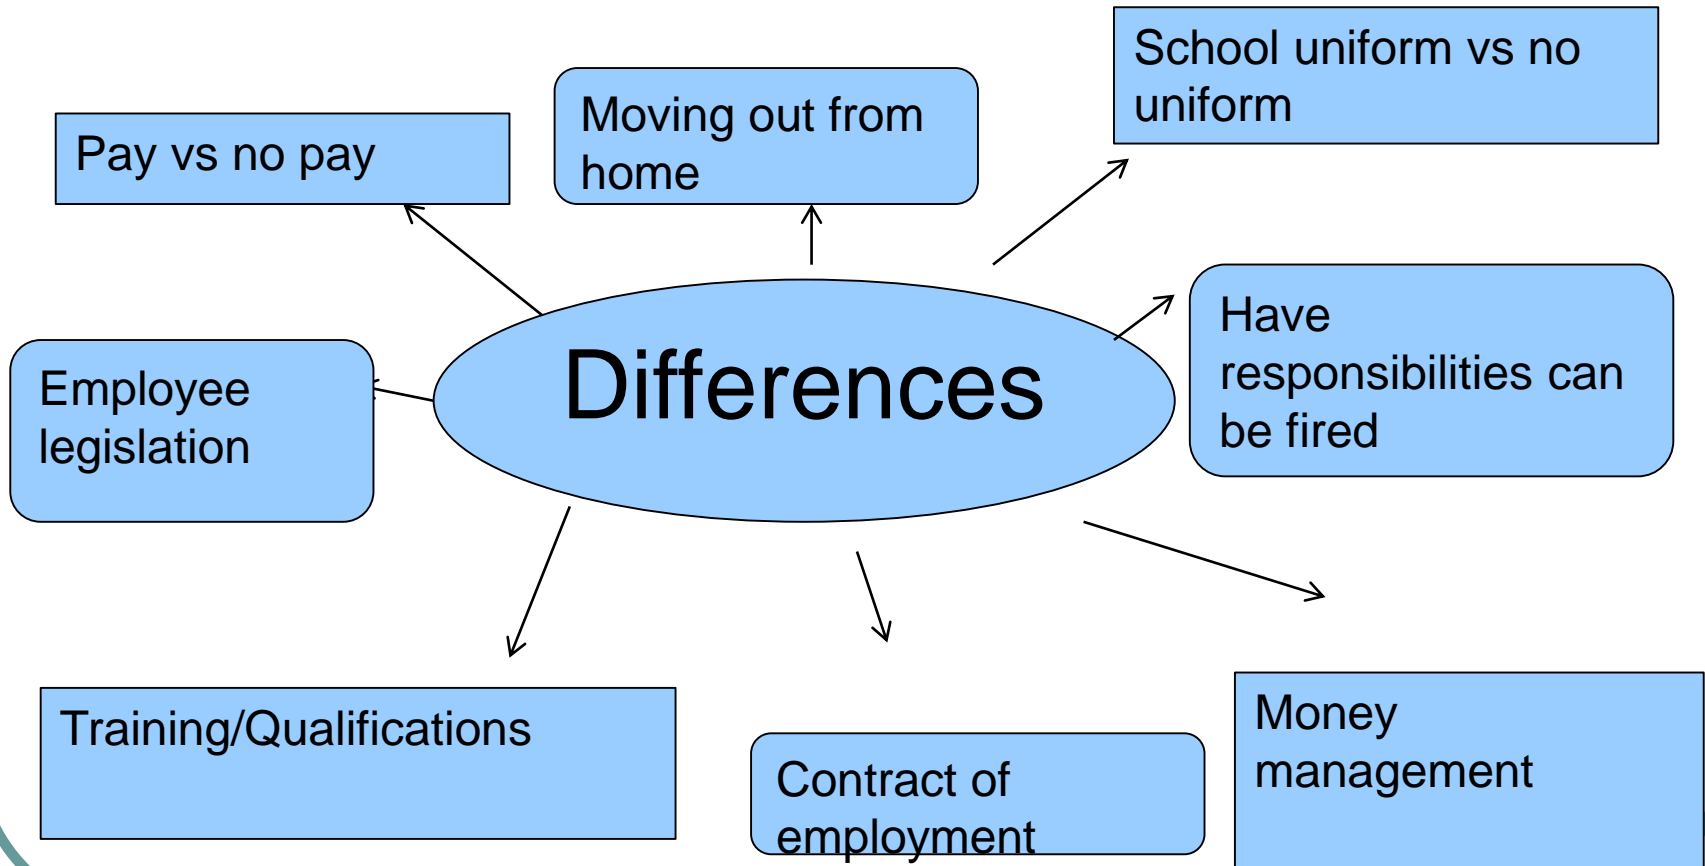 School uniform vs no
uniform
Moving out from
home
Pay vs no pay
Have
responsibilities can
be fired
Differences
Employee
legislation
Training/Qualifications
Contract of
employment
Money
management